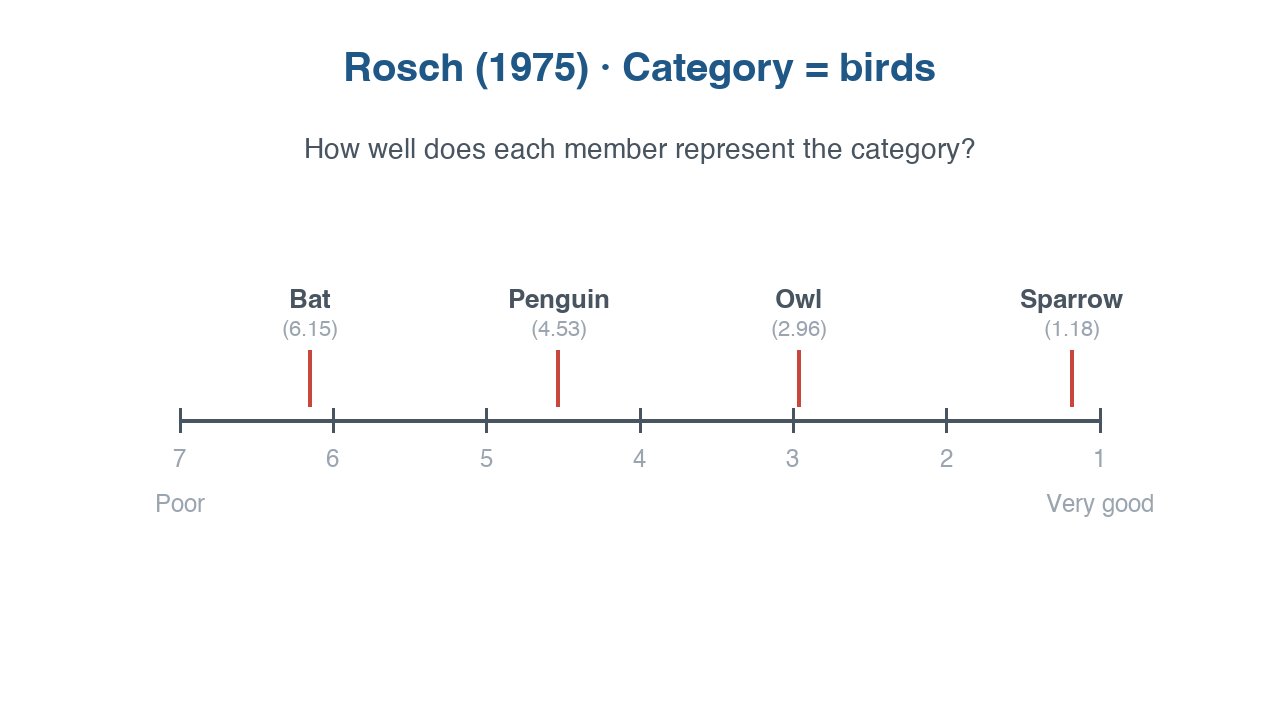 Rosch (1975) · Category = birds
How well does each member represent the category?
Bat Penguin Owl Sparrow
(6.15) (4.53) (2.96) (1.18)
7 6 5 4 3 2 1
Poor Very good